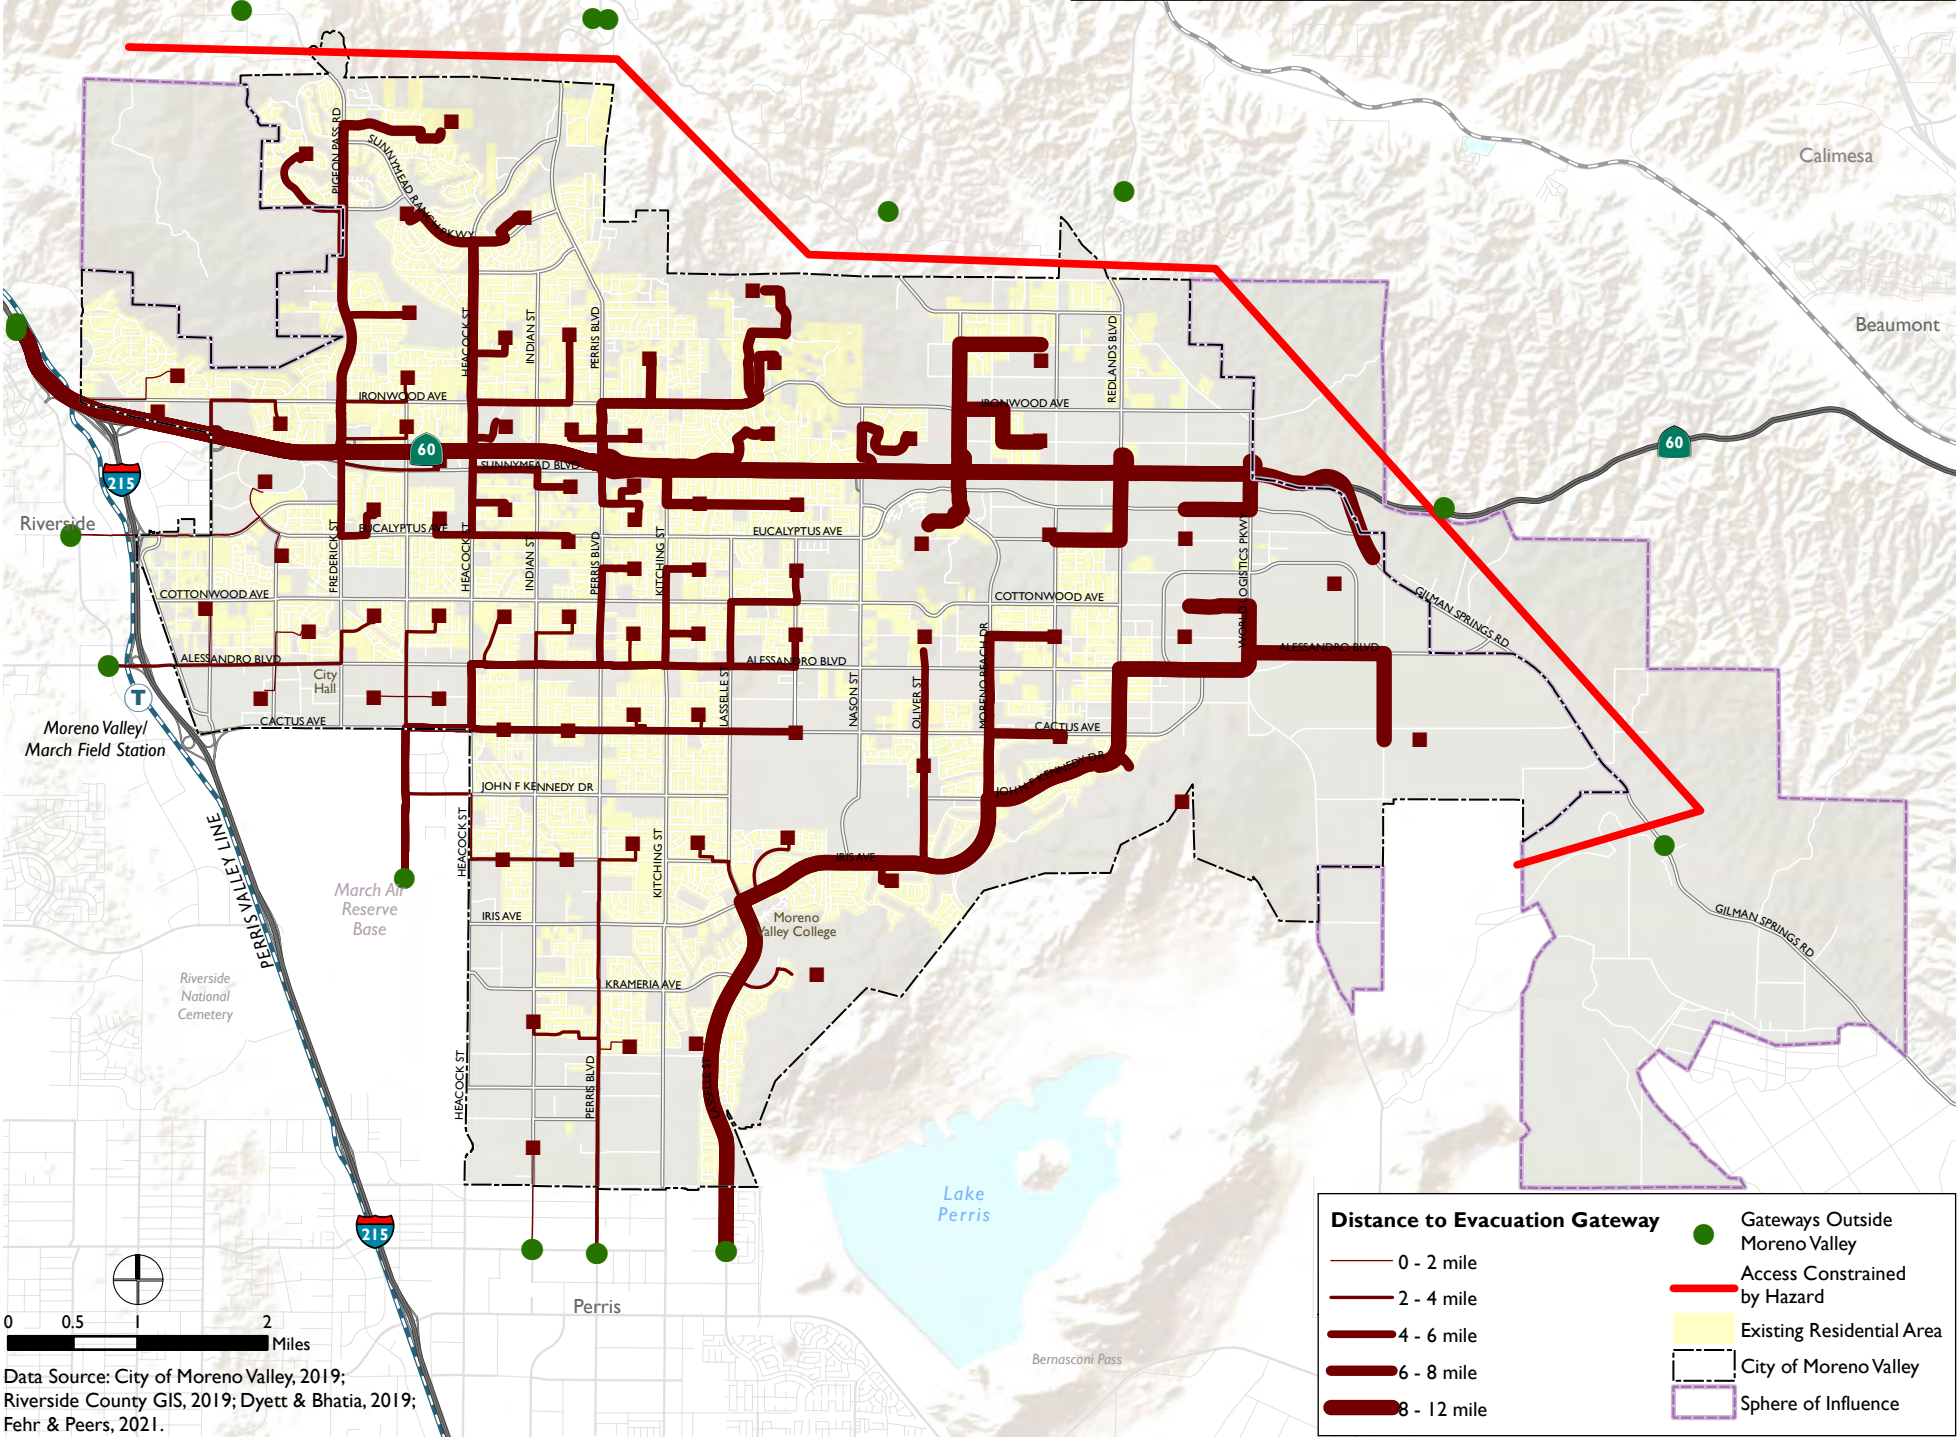 Calimesa
Beaumont
PIGEON PASS RD
SUNNYMEAD RANCH PKWY
HEACOCK ST
INDIAN ST
PERRIS BLVD
REDLANDS BLVD
IRONWOOD AVE
IRONWOOD AVE
60
60
SUNNYMEAD BLVD
215
Riverside
FREDERICK ST
EUCALYPTUS AVE
HEACOCK ST
INDIAN ST
PERRIS BLVD
KITCHING ST
EUCALYPTUS AVE
WORLD LOGISTICS PKWY
COTTONWOOD AVE
COTTONWOOD AVE
GILMAN SPRINGS RD
ALESSANDRO BLVD
ALESSANDRO BLVD
ALESSANDRO BLVD
City
Hall
T
Moreno Valley/
March Field Station
CACTUS AVE
LASSELLE ST
NASON ST
OLIVER ST
MORENO BEACH DR
CACTUS AVE
JOHN F KENNEDY DR
JOHN F KENNEDY DR
HEACOCK ST
KITCHING ST
IRIS AVE
PERRIS VALLEY LINE
March Air
Reserve
Base
IRIS AVE
Moreno
Valley College
GILMAN SPRINGS RD
Riverside
National
Cemetery
KRAMERIA AVE
HEACOCK ST
PERRIS BLVD
LASSELLE ST
Lake
Perris
215
Perris
Bernasconi Pass
0
0.5
1
2
Miles
Data Source: City of Moreno Valley, 2019;
Riverside County GIS, 2019; Dyett & Bhatia, 2019;
Fehr & Peers, 2021.
Distance to Evacuation Gateway
0 - 2 mile
2 - 4 mile
4 - 6 mile
6 - 8 mile
8 - 12 mile
Gateways Outside
Moreno Valley
Access Constrained
by Hazard
Existing Residential Area
City of Moreno Valley
Sphere of Influence